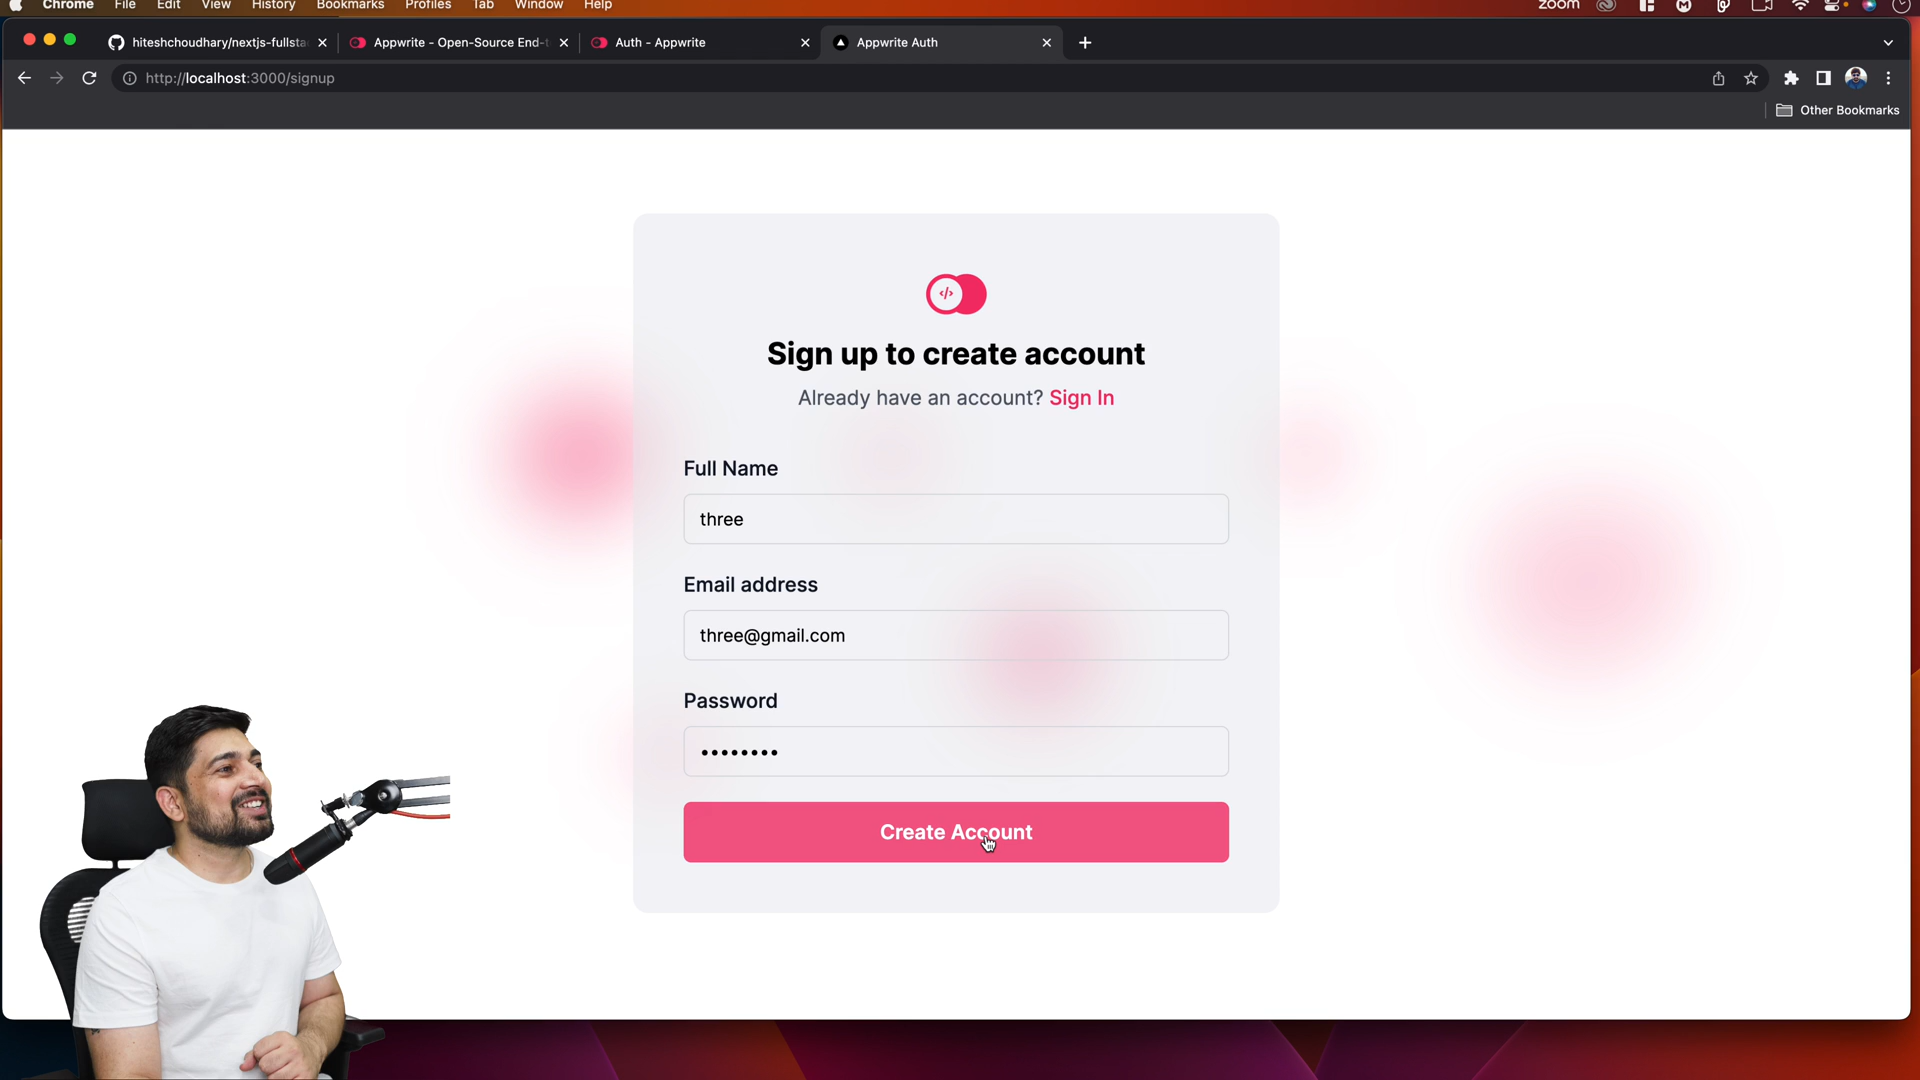 Chrome File Edit View History Bookmarks Profiles Tab Window Help zoom
hiteshchoudhary/nextjs-fullsta
Appwrite - Open-Source End-t
Auth - Appwrite
Appwrite Auth
http://localhost:3000/signup
Other Bookmarks
</>
Sign up to create account
Already have an account? Sign In
Full Name
three
Email address
three@gmail.com
Password
••••••••
Create Account